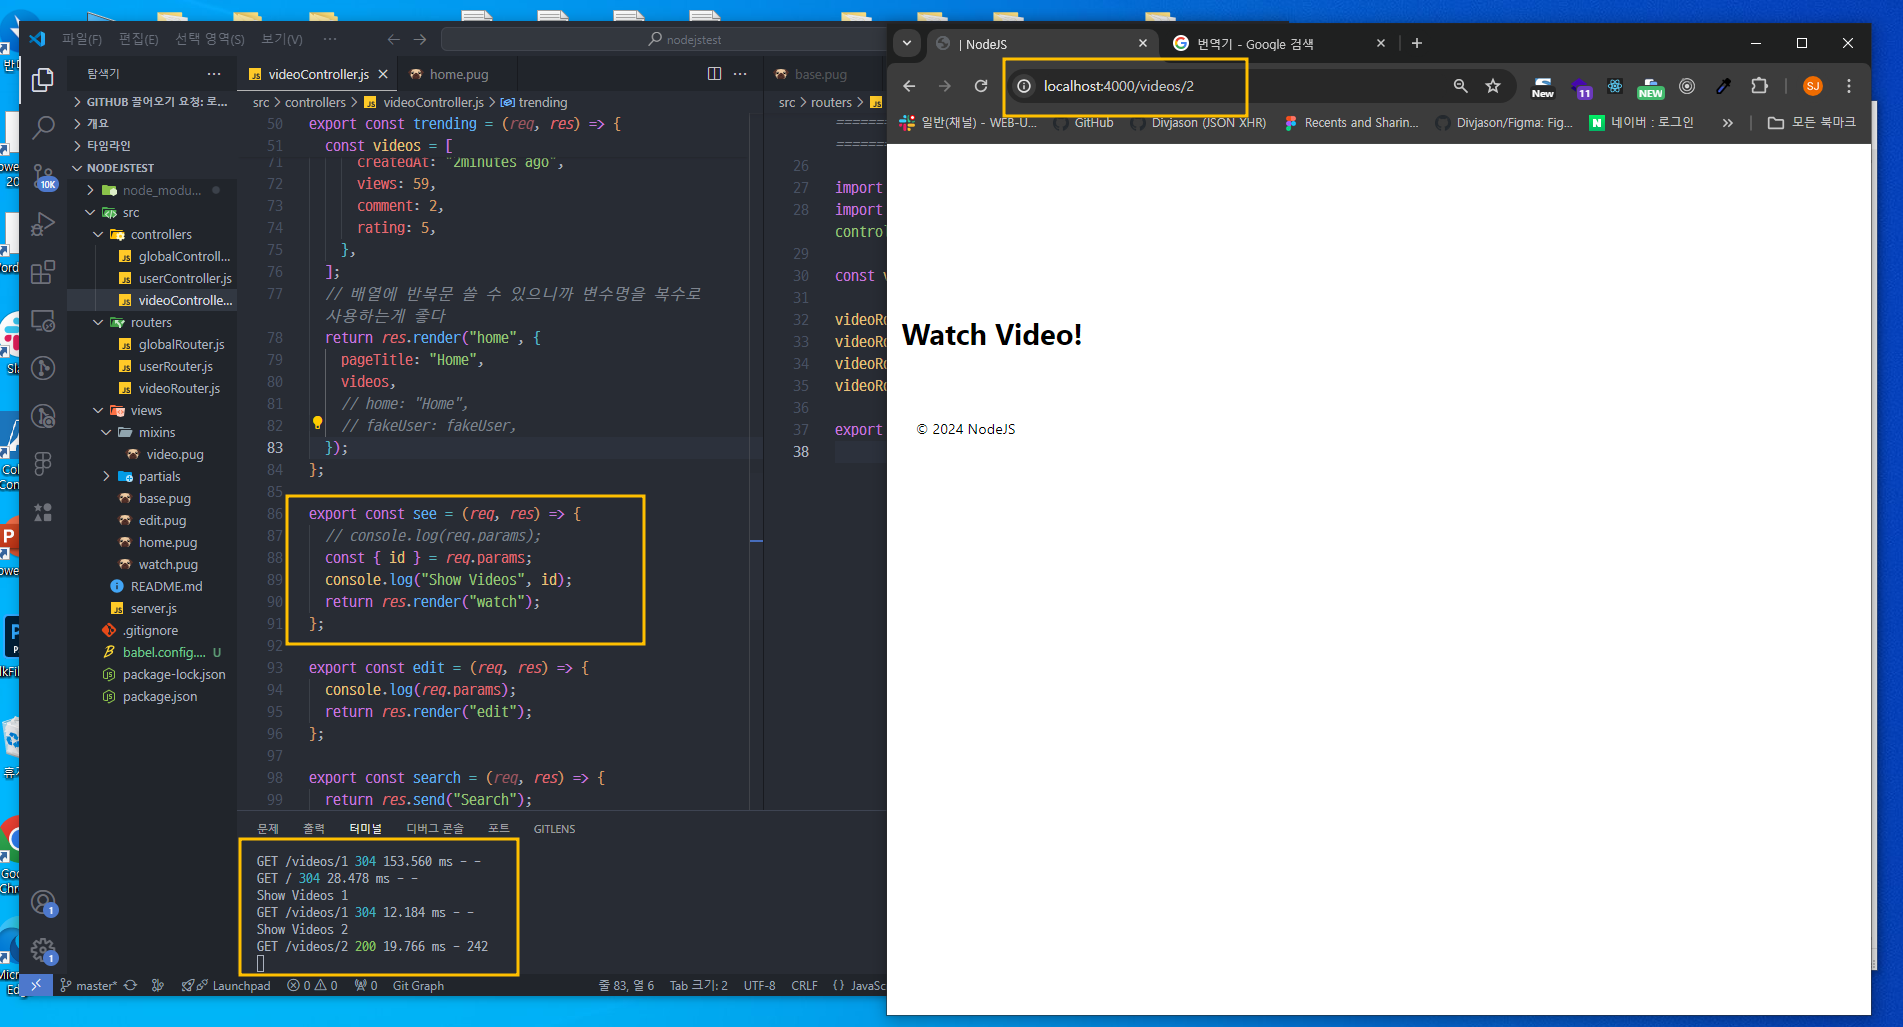 파일(F) 편집(E) 선택 영역(S) 보기(V) ··· nodejstest
탐색기 ···
GITHUB 끌어오기 요청: 로...
개요
타임라인
NODEJSTEST
node_modu...
src
controllers
globalControll...
userController.js
videoControlle...
routers
globalRouter.js
userRouter.js
videoRouter.js
views
mixins
video.pug
partials
base.pug
edit.pug
home.pug
watch.pug
README.md
server.js
.gitignore
babel.config.... U
package-lock.json
package.json
10K
1
1
videoController.js home.pug
src > controllers > videoController.js > trending
50 export const trending = (req, res) => {
51 const videos = [
71 createdAt: "2minutes ago",
72 views: 59,
73 comment: 2,
74 rating: 5,
75 },
76 ];
77 // 배열에 반복문 쓸 수 있으니까 변수명을 복수로
사용하는게 좋다
78 return res.render("home", {
79 pageTitle: "Home",
80 videos,
81 // home: "Home",
82 // fakeUser: fakeUser,
83 });
84 };
85
86 export const see = (req, res) => {
87 // console.log(req.params);
88 const { id } = req.params;
89 console.log("Show Videos", id);
90 return res.render("watch");
91 };
92
93 export const edit = (req, res) => {
94 console.log(req.params);
95 return res.render("edit");
96 };
97
98 export const search = (req, res) => {
99 return res.send("Search");
문제 출력 터미널 디버그 콘솔 포트 GITLENS
GET /videos/1 304 153.560 ms - -
GET / 304 28.478 ms - -
Show Videos 1
GET /videos/1 304 12.184 ms - -
Show Videos 2
GET /videos/2 200 19.766 ms - 242
master* Launchpad 0 0 0 Git Graph 줄 83, 열 6 Tab 크기: 2 UTF-8 CRLF {} JavaSc
base.pug
src > routers >
26
27 import
28 import
control
29
30 const v
31
32 videoRo
33 videoRo
34 videoRo
35 videoRo
36
37 export
38
| NodeJS
번역기 - Google 검색
localhost:4000/videos/2
New 11 NEW SJ
일반(채널) - WEB-U... GitHub Divjason (JSON XHR) Recents and Sharin... Divjason/Figma: Fig... 네이버 : 로그인 » 모든 북마크
Watch Video!
© 2024 NodeJS